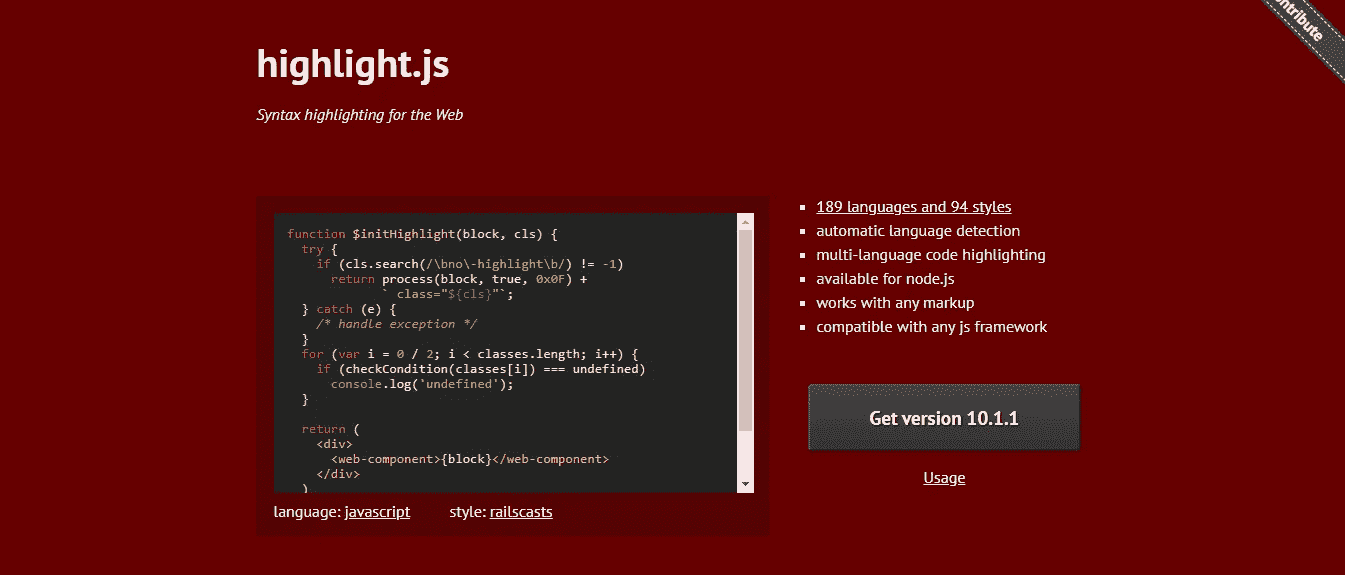 highlight.js
Syntax highlighting for the Web
function $initHighlight(block, cls) {
  try {
    if (cls.search(/\bno\-highlight\b/) != -1)
      return process(block, true, 0x0F) +
             ` class="${cls}"`;
  } catch (e) {
    /* handle exception */
  }
  for (var i = 0 / 2; i < classes.length; i++) {
    if (checkCondition(classes[i]) === undefined)
      console.log('undefined');
  }
  return (
    <div>
      <web-component>{block}</web-component>
    </div>
  )
language: javascript style: railscasts
189 languages and 94 styles
automatic language detection
multi-language code highlighting
available for node.js
works with any markup
compatible with any js framework
Get version 10.1.1
Usage